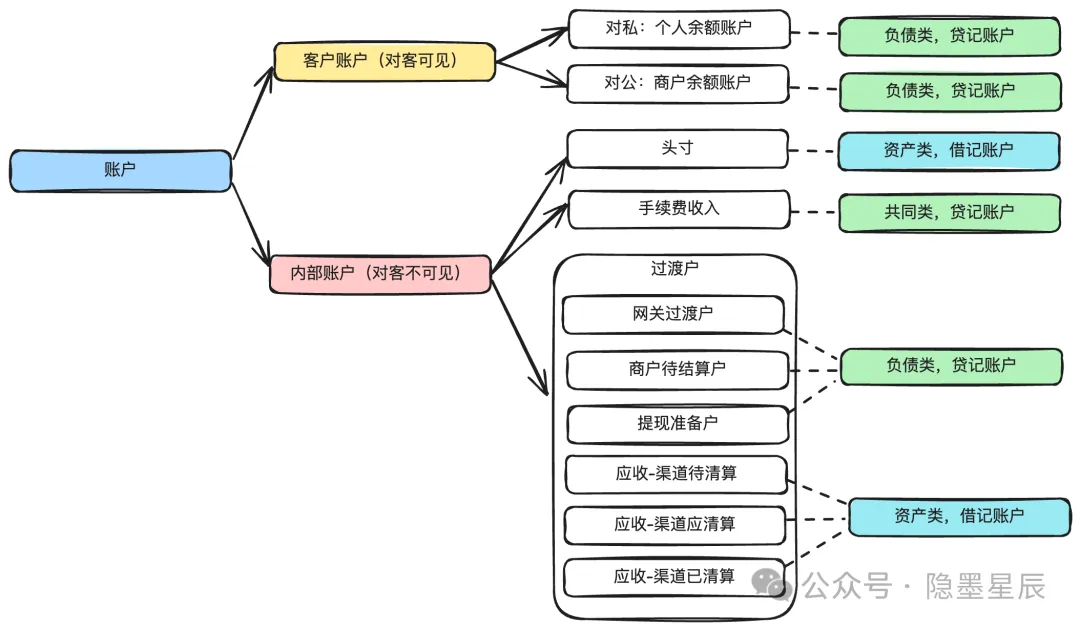 账户
客户账户（对客可见）
对私：个人余额账户
负债类，贷记账户
对公：商户余额账户
负债类，贷记账户
内部账户（对客不可见）
头寸
资产类，借记账户
手续费收入
共同类，贷记账户
过渡户
网关过渡户
商户待结算户
提现准备户
负债类，贷记账户
应收-渠道待清算
应收-渠道应清算
应收-渠道已清算
资产类，借记账户
公众号 · 隐墨星辰